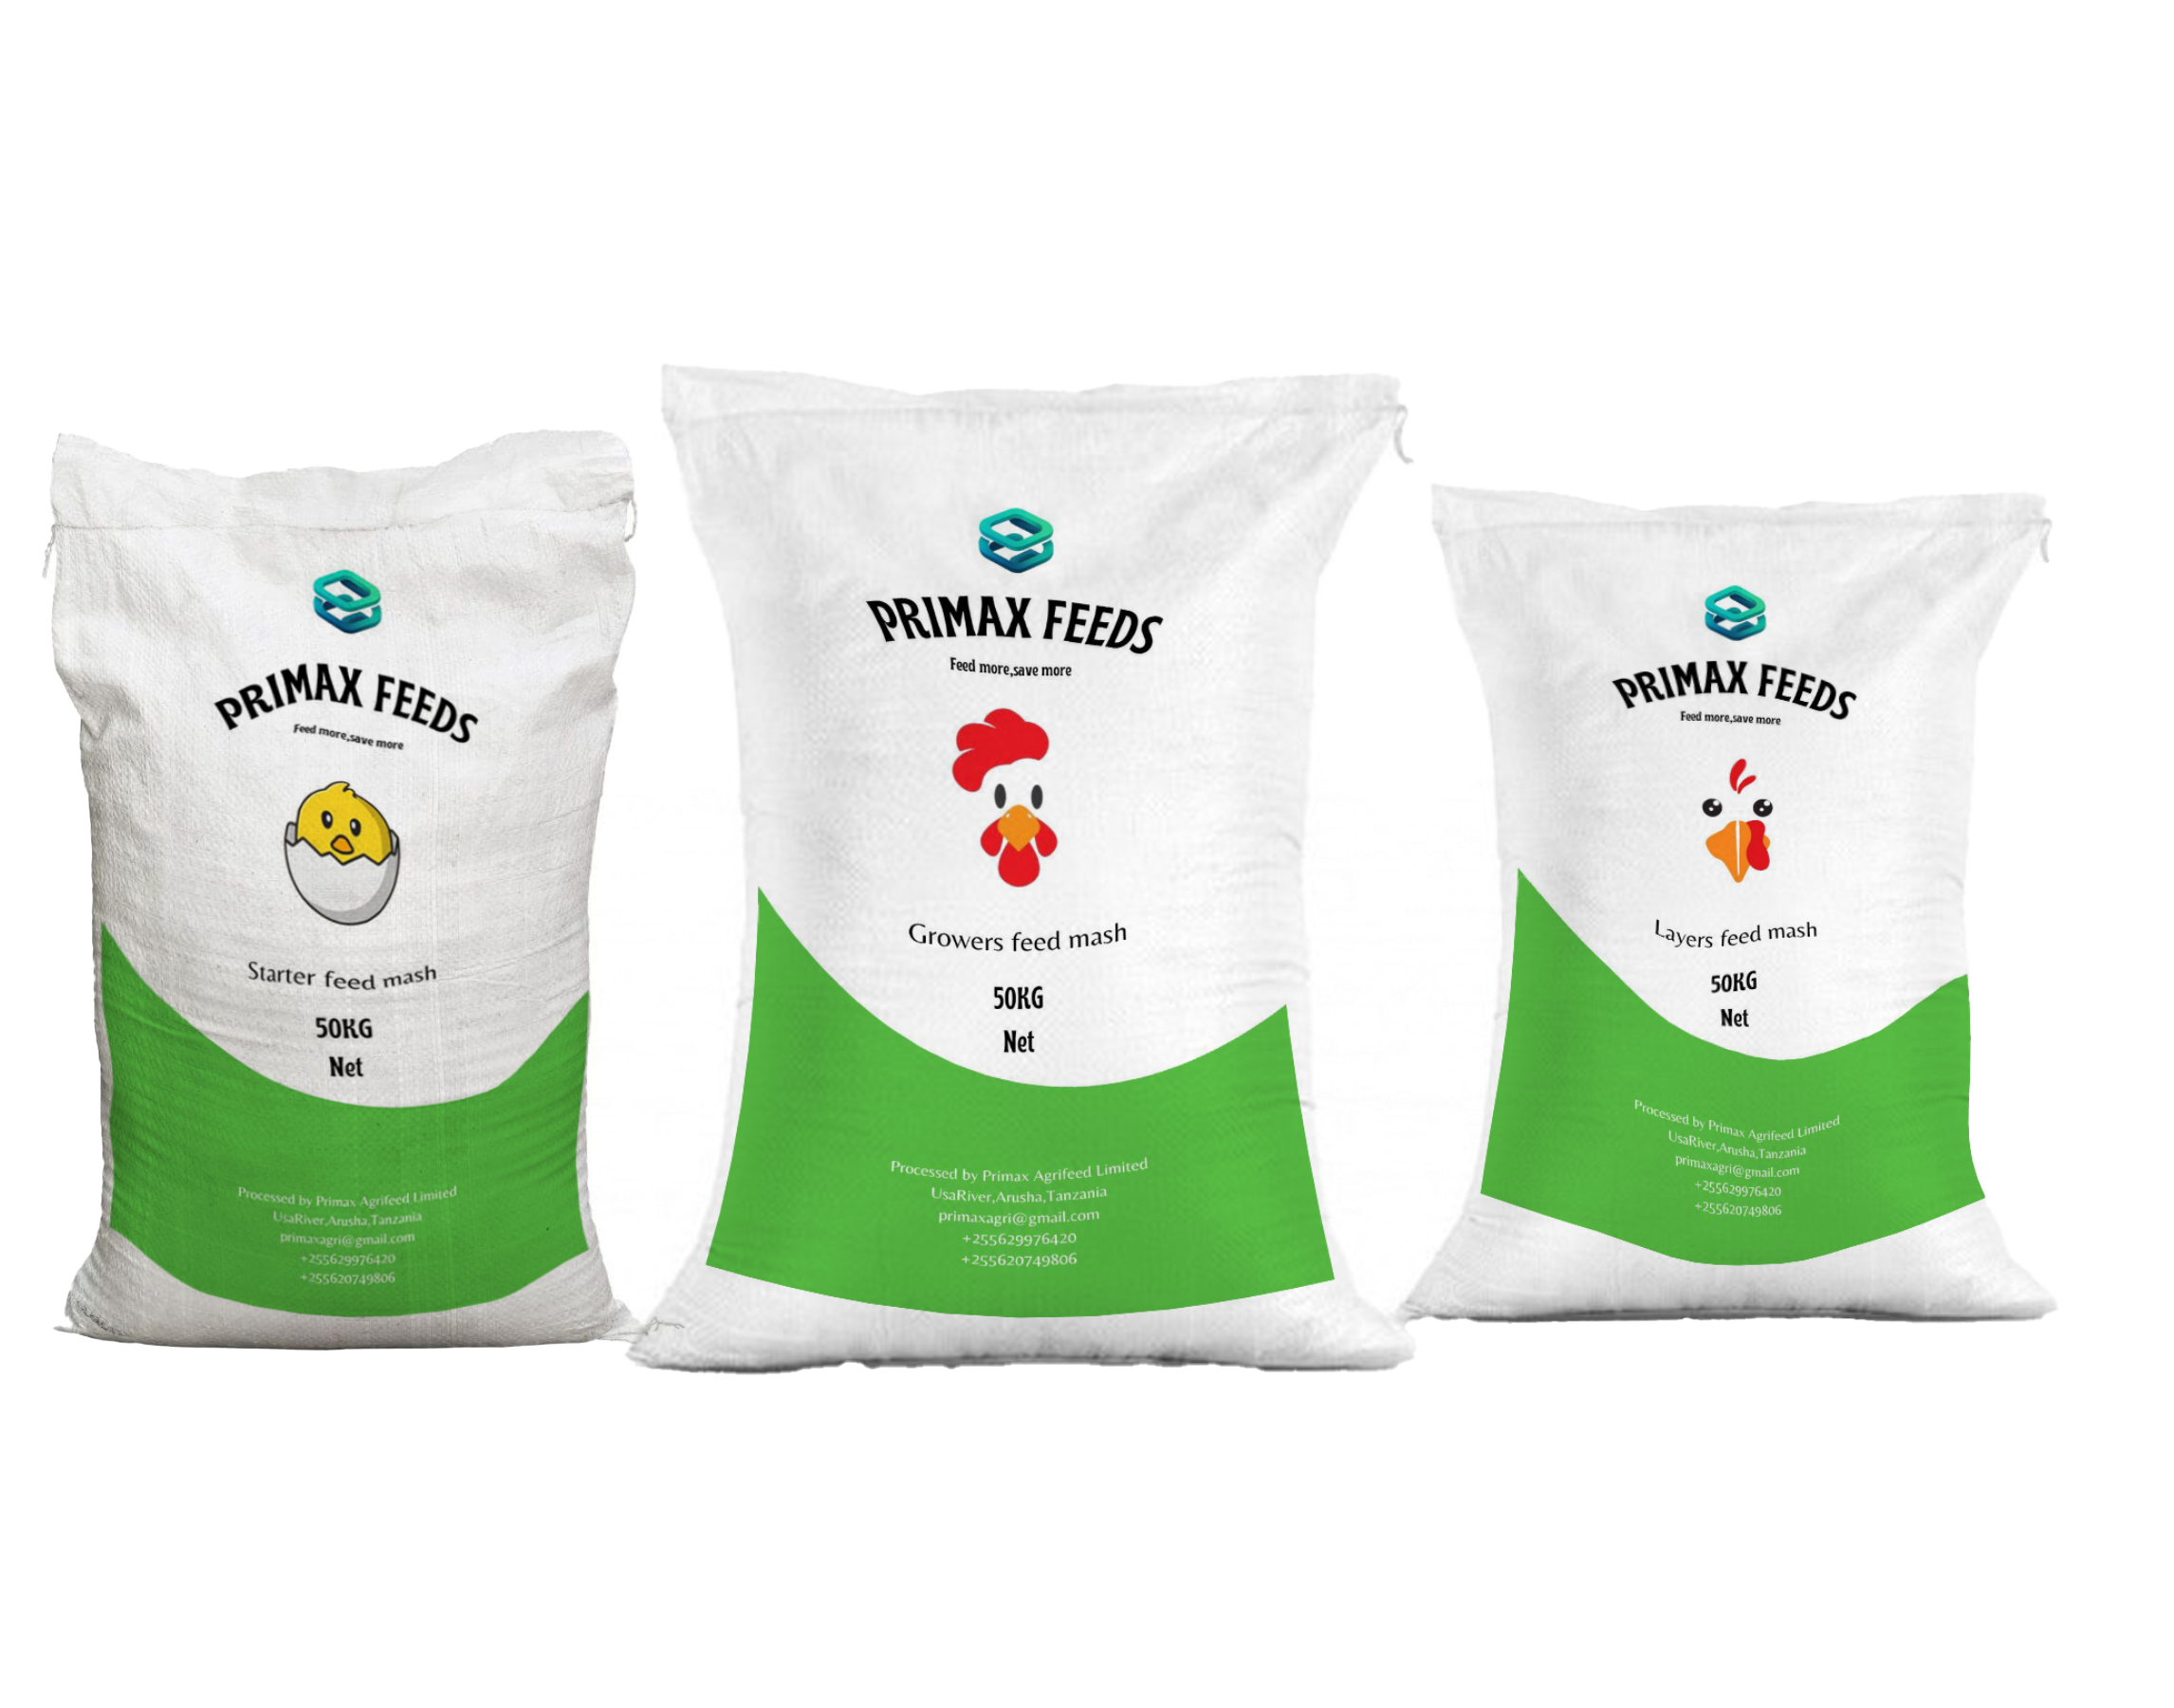 PRIMAX FEEDS
Feed more,save more
Starter feed mash
50KG
Net
Processed by Primax Agrifeed Limited
UsaRiver,Arusha,Tanzania
primaxagri@gmail.com
+255629976420
+255620749806
PRIMAX FEEDS
Feed more,save more
Growers feed mash
50KG
Net
Processed by Primax Agrifeed Limited
UsaRiver,Arusha,Tanzania
primaxagri@gmail.com
+255629976420
+255620749806
PRIMAX FEEDS
Feed more,save more
Layers feed mash
50KG
Net
Processed by Primax Agrifeed Limited
UsaRiver,Arusha,Tanzania
primaxagri@gmail.com
+255629976420
+255620749806